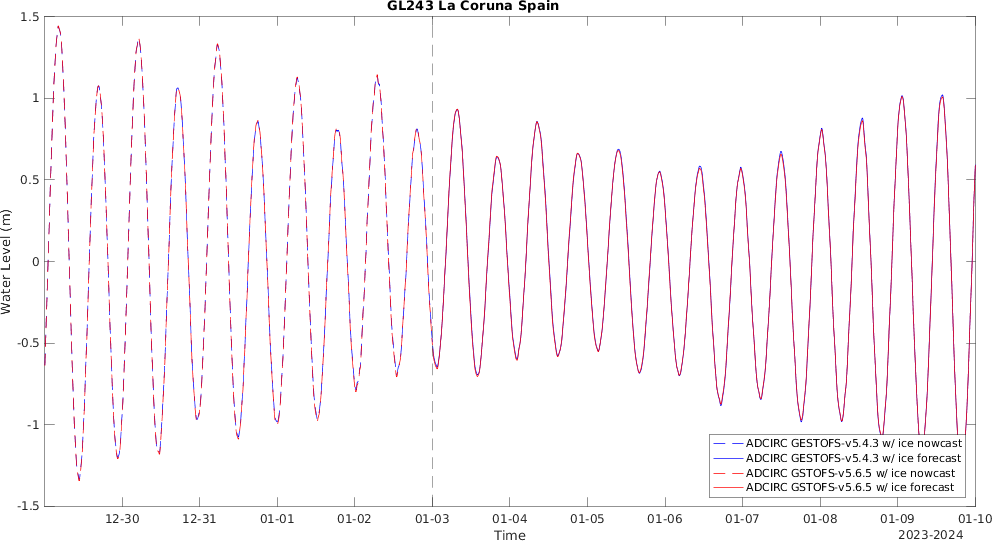 GL243 La Coruna Spain
1.5
1
0.5
0
-0.5
-1
-1.5
Water Level (m)
ADCIRC GESTOFS-v5.4.3 w/ ice nowcast
ADCIRC GESTOFS-v5.4.3 w/ ice forecast
ADCIRC GSTOFS-v5.6.5 w/ ice nowcast
ADCIRC GSTOFS-v5.6.5 w/ ice forecast
12-30 12-31 01-01 01-02 01-03 01-04 01-05 01-06 01-07 01-08 01-09 01-10
Time
2023-2024